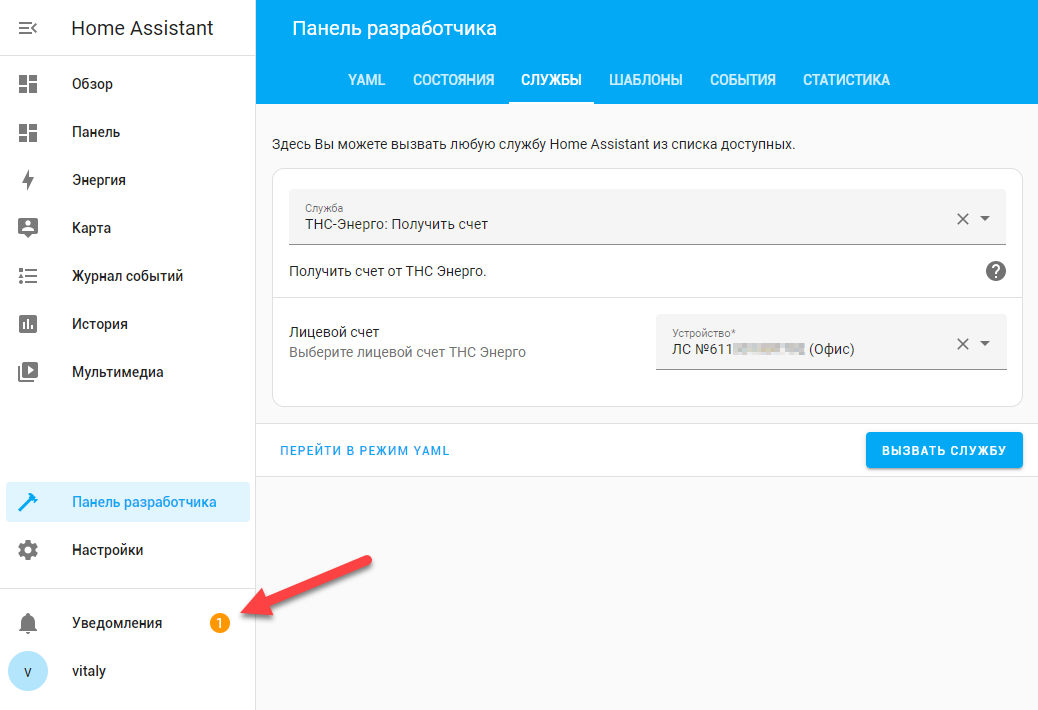 Home Assistant
Обзор
Панель
Энергия
Карта
Журнал событий
История
Мультимедиа
Панель разработчика
Настройки
Уведомления 1
v vitaly
Панель разработчика
YAML СОСТОЯНИЯ СЛУЖБЫ ШАБЛОНЫ СОБЫТИЯ СТАТИСТИКА
Здесь Вы можете вызвать любую службу Home Assistant из списка доступных.
Служба
ТНС-Энерго: Получить счет
Получить счет от ТНС Энерго.
Лицевой счет
Выберите лицевой счет ТНС Энерго
Устройство*
ЛС №611 (Офис)
ПЕРЕЙТИ В РЕЖИМ YAML
ВЫЗВАТЬ СЛУЖБУ